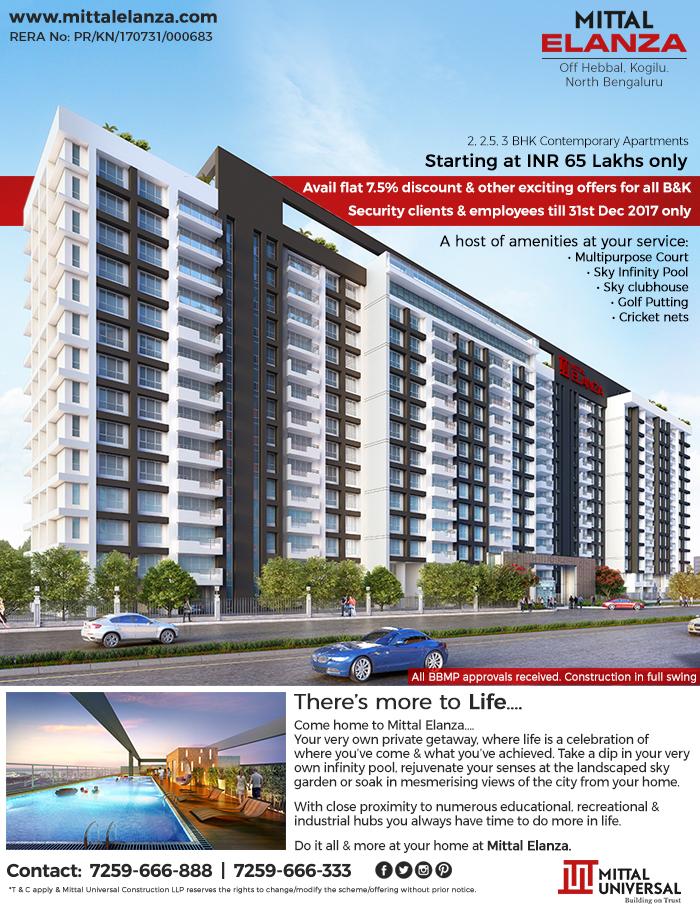 www.mittalelanza.com
RERA No: PR/KN/170731/000683
MITTAL
ELANZA
Off Hebbal, Kogilu,
North Bengaluru
2, 2.5, 3 BHK Contemporary Apartments
Starting at INR 65 Lakhs only
Avail flat 7.5% discount & other exciting offers for all B&K
Security clients & employees till 31st Dec 2017 only
A host of amenities at your service:
• Multipurpose Court
• Sky Infinity Pool
• Sky clubhouse
• Golf Putting
• Cricket nets
ELANZA
All BBMP approvals received. Construction in full swing
There's more to Life....
Come home to Mittal Elanza....
Your very own private getaway, where life is a celebration of
where you've come & what you've achieved. Take a dip in your very
own infinity pool, rejuvenate your senses at the landscaped sky
garden or soak in mesmerising views of the city from your home.
With close proximity to numerous educational, recreational &
industrial hubs you always have time to do more in life.
Do it all & more at your home at Mittal Elanza.
Contact: 7259-666-888 | 7259-666-333
*T & C apply & Mittal Universal Construction LLP reserves the rights to change/modify the scheme/offering without prior notice.
MITTAL
UNIVERSAL
Building on Trust